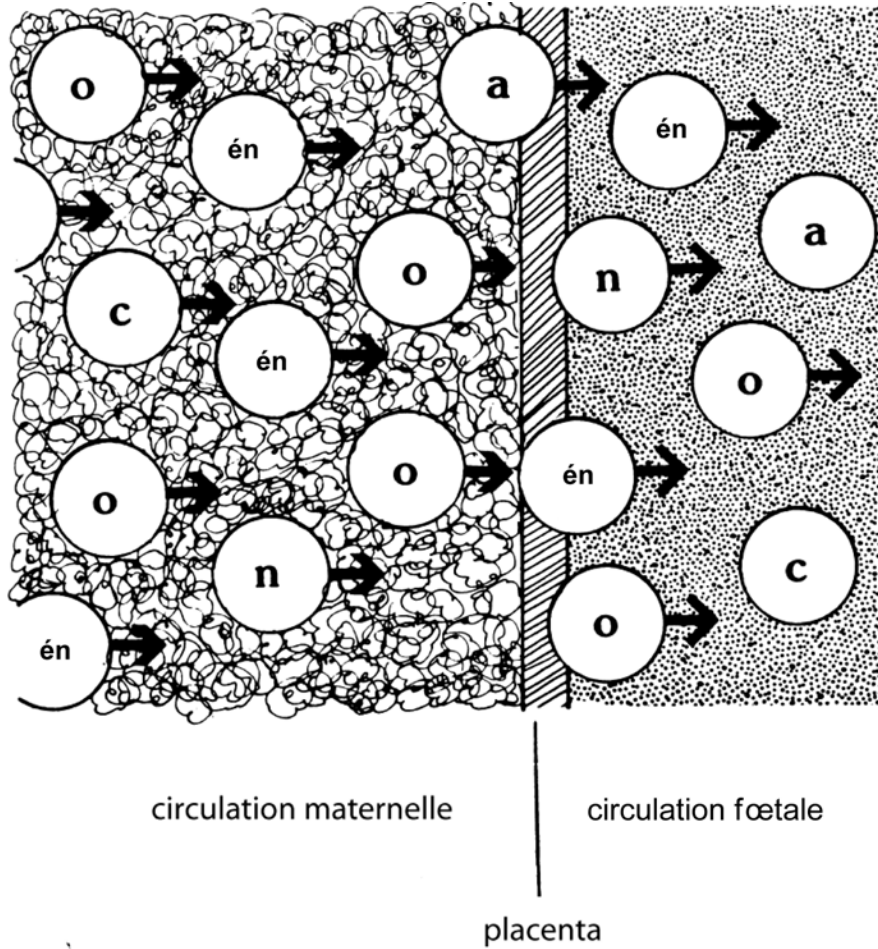 o
a
én
én
a
o
n
c
én
o
o
o
én
n
c
o
én
circulation maternelle
circulation fœtale
placenta